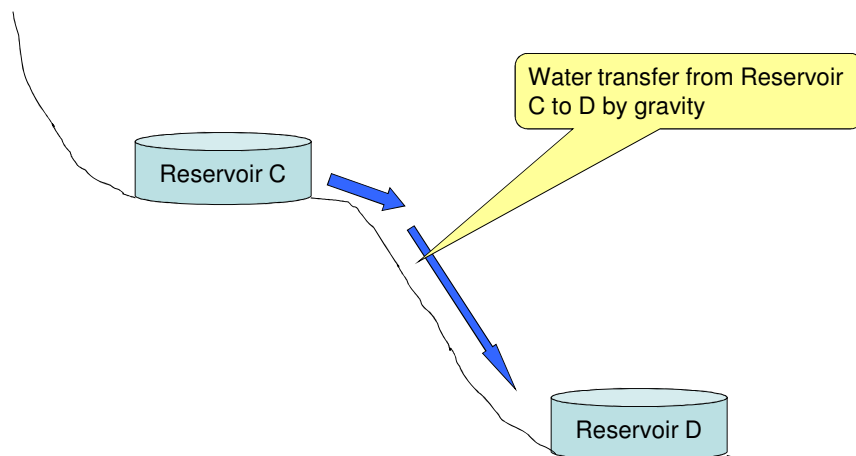 Water transfer from Reservoir
C to D by gravity
Reservoir C
Reservoir D